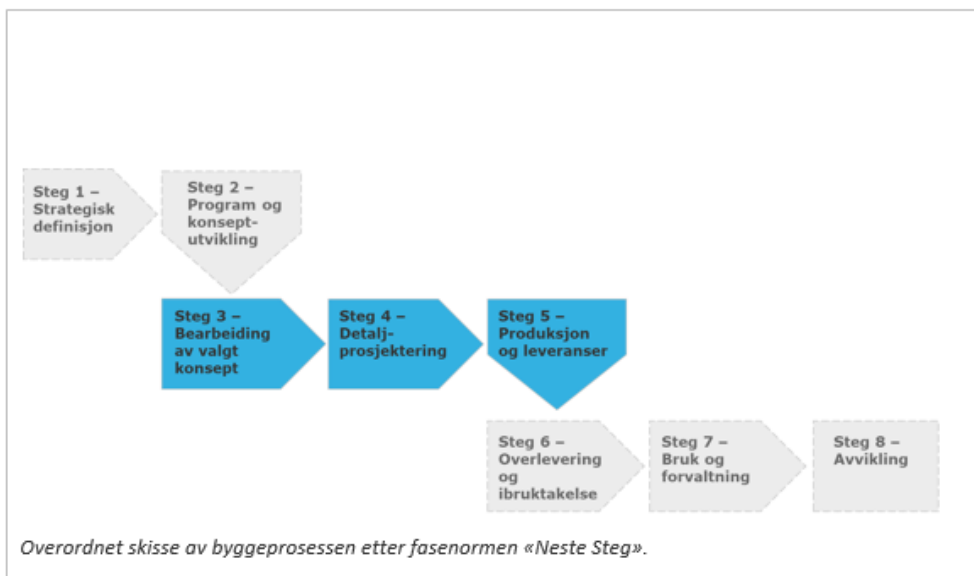 Steg 1 –
Strategisk
definisjon
Steg 2 –
Program og
konsept-
utvikling
Steg 3 –
Bearbeiding
av valgt
konsept
Steg 4 –
Detalj-
prosjektering
Steg 5 –
Produksjon
og leveranser
Steg 6 –
Overlevering
og
ibruktakelse
Steg 7 –
Bruk og
forvaltning
Steg 8 –
Avvikling
Overordnet skisse av byggeprosessen etter fasenormen «Neste Steg».